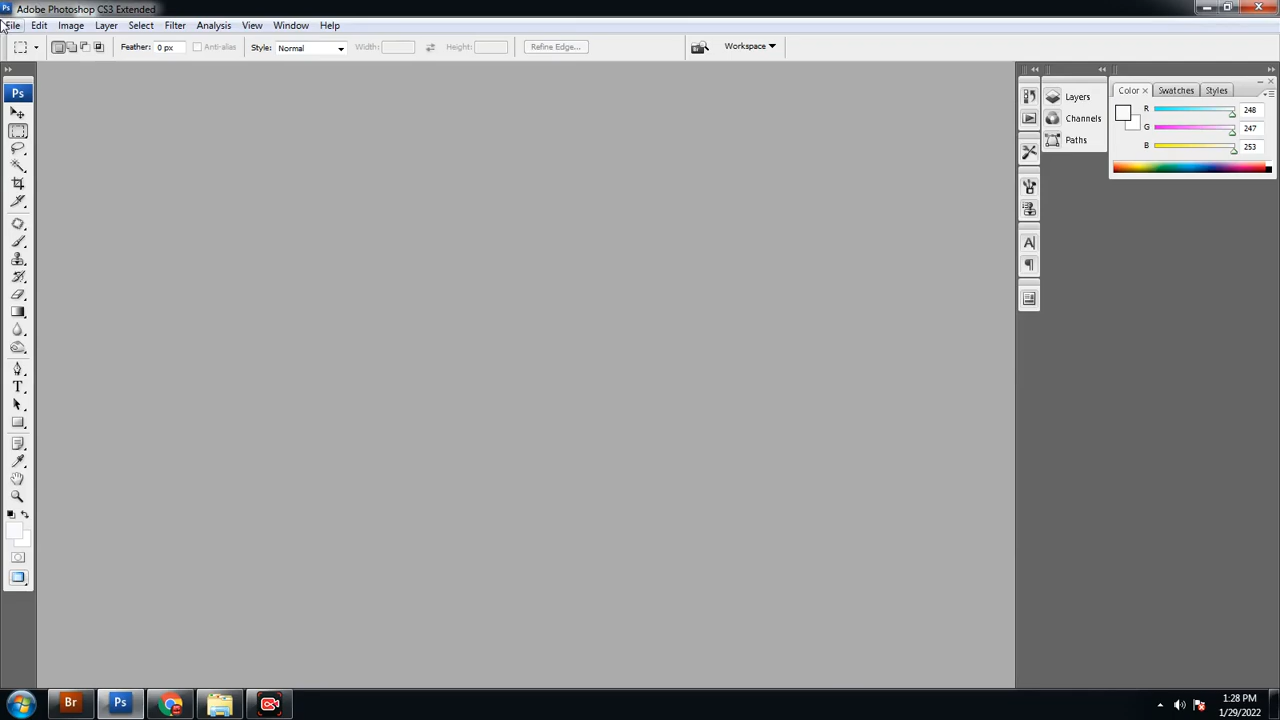 Ps Adobe Photoshop CS3 Extended
File Edit Image Layer Select Filter Analysis View Window Help
Feather: 0 px Anti-alias Style: Normal Width: Height: Refine Edge... Workspace
Ps
Layers
Channels
Paths
Color Swatches Styles
R 248
G 247
B 253
Br Ps
1:28 PM
1/29/2022